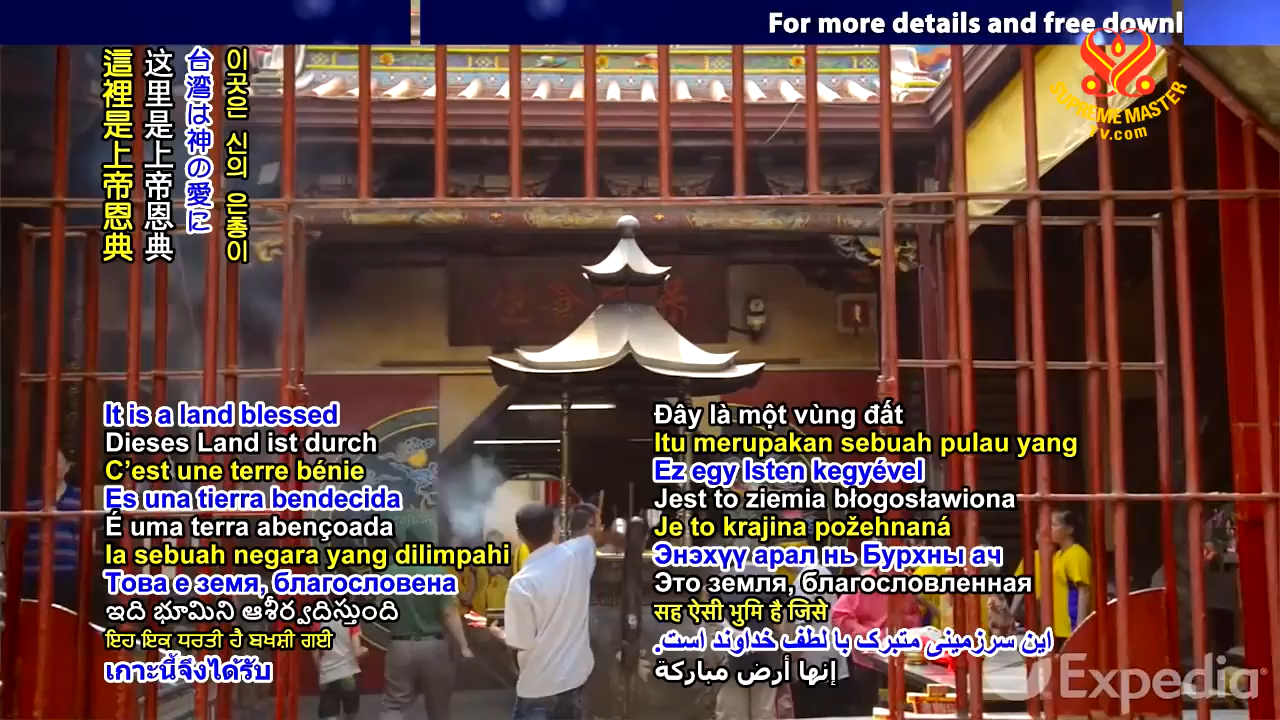 For more details and free downl
SUPREME MASTER
TV.com
이곳은 신의 은총이
台湾は神の愛に
这里是上帝恩典
這裡是上帝恩典
It is a land blessed
Dieses Land ist durch
C’est une terre bénie
Es una tierra bendecida
É uma terra abençoada
Ia sebuah negara yang dilimpahi
Това е земя, благословена
ఇది భూమిని ఆశీర్వదిస్తుంది
ਇਹ ਇਕ ਧਰਤੀ ਹੈ ਬਖਸ਼ੀ ਗਈ
เกาะนี้จึงได้รับ
Đây là một vùng đất
Itu merupakan sebuah pulau yang
Ez egy Isten kegyével
Jest to ziemia błogosławiona
Je to krajina požehnaná
Энэхүү арал нь Бурхны ач
Это земля, благословленная
सह ऐसी भुमि है जिसे
این سرزمینی متبرک با لطف خداوند است.
إنها أرض مباركة
Expedia®